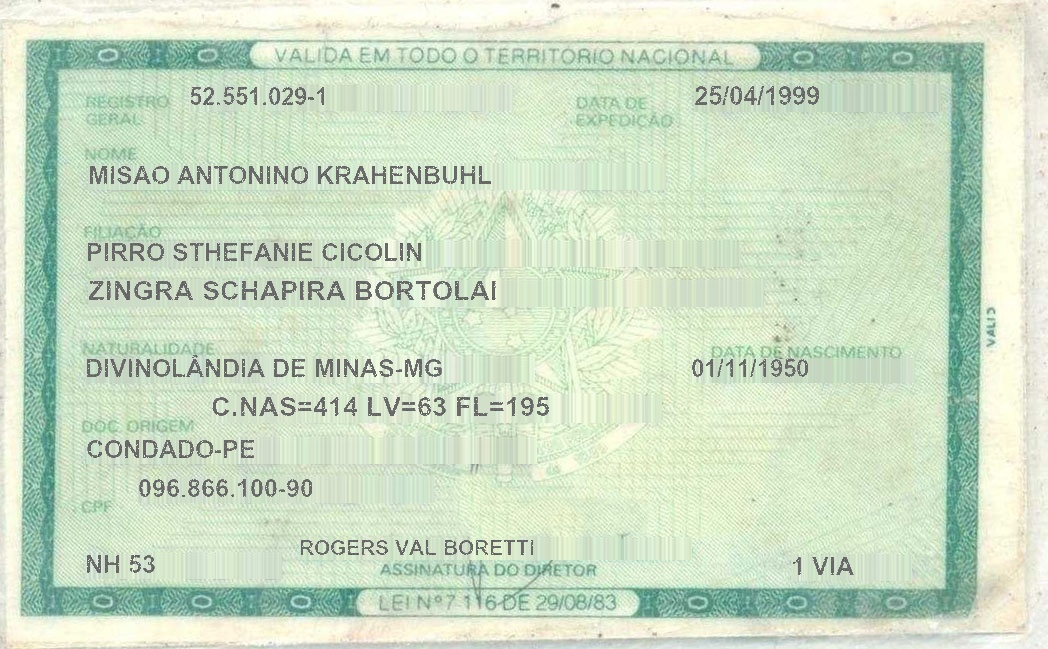 VALIDA EM TODO O TERRITORIO NACIONAL
REGISTRO GERAL 52.551.029-1 DATA DE EXPEDIÇÃO 25/04/1999
NOME
MISAO ANTONINO KRAHENBUHL
FILIAÇÃO
PIRRO STHEFANIE CICOLIN
ZINGRA SCHAPIRA BORTOLAI
NATURALIDADE DATA DE NASCIMENTO
DIVINOLÂNDIA DE MINAS-MG 01/11/1950
C.NAS=414 LV=63 FL=195
DOC ORIGEM
CONDADO-PE
096.866.100-90
CPF
NH 53 ROGERS VAL BORETTI 1 VIA
ASSINATURA DO DIRETOR
LEI Nº 7 116 DE 29/08/83